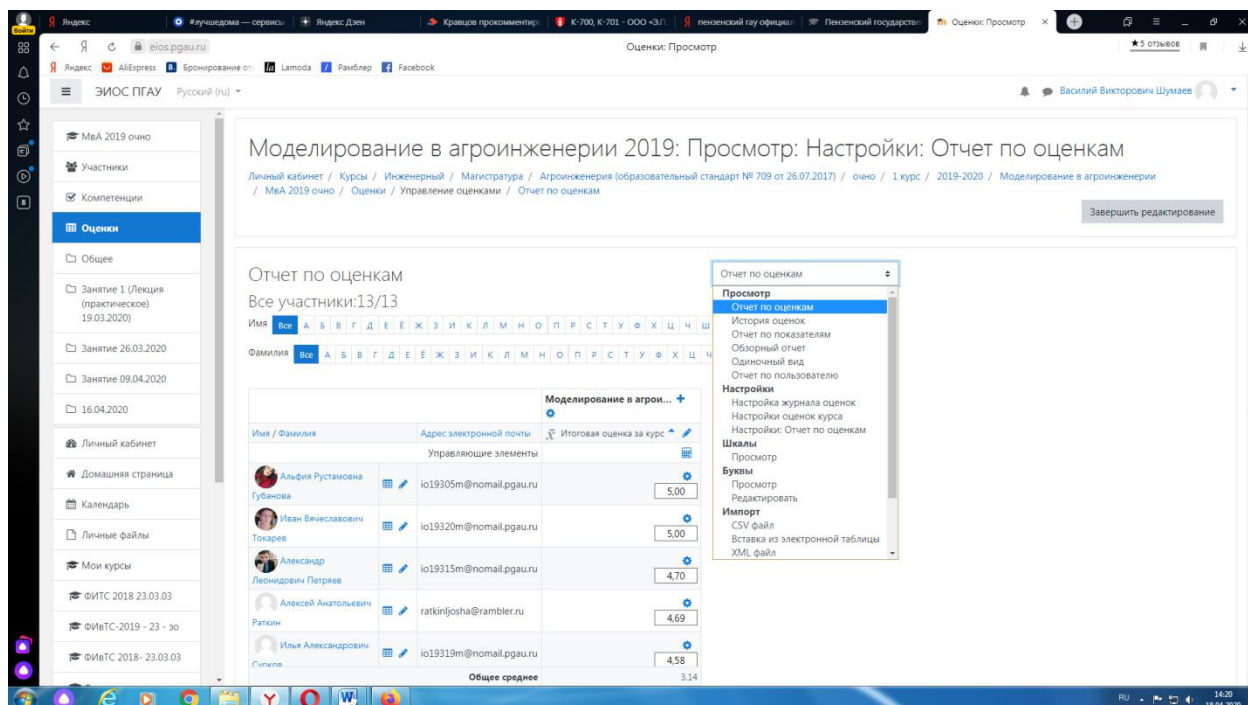 Войти
Яндекс
#лучшедома — сервисы
Яндекс Дзен
Кравцов прокомментир
К-700, К-701 - ООО «ЗЛ
пензенский гау официал
Пензенский государстве
Оценки: Просмотр
eios.pgau.ru
Оценки: Просмотр
★5 отзывов
Яндекс
AliExpress
Бронирование от
Lamoda
Рамблер
Facebook
ЭИОС ПГАУ
Русский (ru)
Василий Викторович Шумаев
МвА 2019 очно
Участники
Компетенции
Оценки
Общее
Занятие 1 (Лекция
(практическое)
19.03.2020)
Занятие 26.03.2020
Занятие 09.04.2020
16.04.2020
Личный кабинет
Домашняя страница
Календарь
Личные файлы
Мои курсы
ФИТС 2018 23.03.03
ФИвТС-2019 - 23 - зо
ФИвТС 2018- 23.03.03
Моделирование в агроинженерии 2019: Просмотр: Настройки: Отчет по оценкам
Личный кабинет / Курсы / Инженерный / Магистратура / Агроинженерия (образовательный стандарт № 709 от 26.07.2017) / очно / 1 курс / 2019-2020 / Моделирование в агроинженерии
/ МвА 2019 очно / Оценки / Управление оценками / Отчет по оценкам
Завершить редактирование
Отчет по оценкам
Все участники:13/13
Имя Все А Б В Г Д Е Ё Ж З И К Л М Н О П Р С Т У Ф Х Ц Ч Ш
Фамилия Все А Б В Г Д Е Ё Ж З И К Л М Н О П Р С Т У Ф Х Ц Ч
Моделирование в агрои...
Имя / Фамилия
Адрес электронной почты
Итоговая оценка за курс
Управляющие элементы
Альфия Рустамовна
Губанова
io19305m@nomail.pgau.ru
5,00
Иван Вячеславович
Токарев
io19320m@nomail.pgau.ru
5,00
Александр
Леонидович Петряев
io19315m@nomail.pgau.ru
4,70
Алексей Анатольевич
Раткин
ratkinljosha@rambler.ru
4,69
Илья Александрович
Сурков
io19319m@nomail.pgau.ru
4,58
Общее среднее
3.14
Отчет по оценкам
Просмотр
Отчет по оценкам
История оценок
Отчет по показателям
Обзорный отчет
Одиночный вид
Отчет по пользователю
Настройки
Настройка журнала оценок
Настройки оценок курса
Настройки: Отчет по оценкам
Шкалы
Просмотр
Буквы
Просмотр
Редактировать
Импорт
CSV файл
Вставка из электронной таблицы
XML файл
RU
14:20
18.04.2020